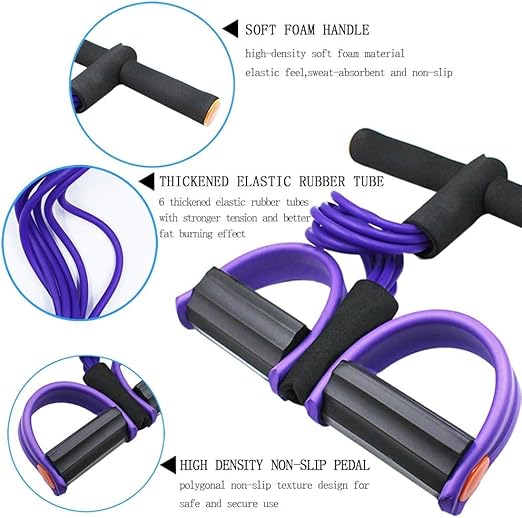 SOFT FOAM HANDLE
high-density soft foam material
elastic feel,sweat-absorbent and non-slip
THICKENED ELASTIC RUBBER TUBE
6 thickened elastic rubber tubes
with stronger tension and better
fat burning effect
HIGH DENSITY NON-SLIP PEDAL
polygonal non-slip texture design for
safe and secure use